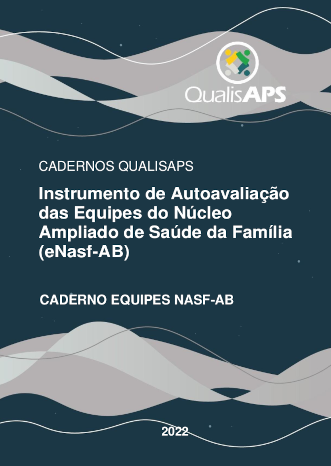 QualisAPS
CADERNOS QUALISAPS
Instrumento de Autoavaliação
das Equipes do Núcleo
Ampliado de Saúde da Família
(eNasf-AB)
CADERNO EQUIPES NASF-AB
2022